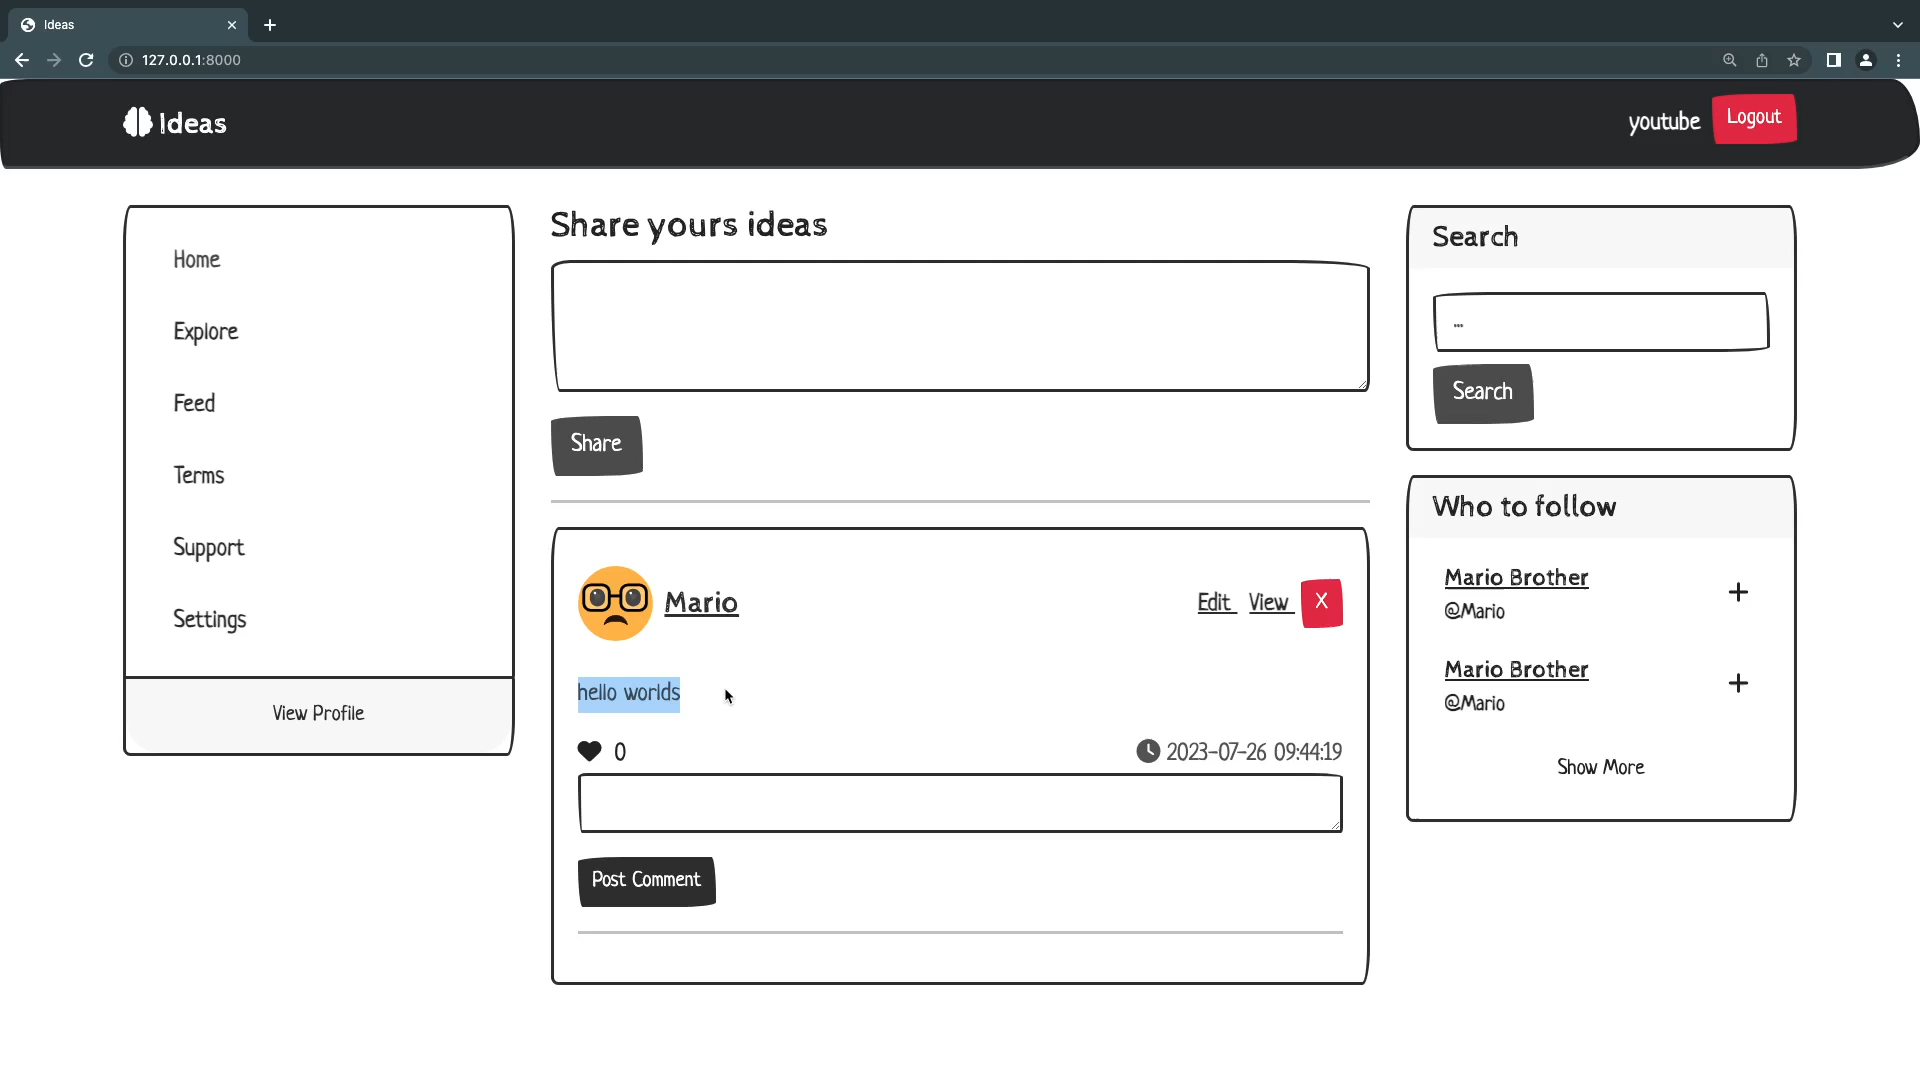 Ideas
127.0.0.1:8000
Ideas
youtube
Logout
Home
Explore
Feed
Terms
Support
Settings
View Profile
Share yours ideas
Share
Mario
Edit View X
hello worlds
0
2023-07-26 09:44:19
Post Comment
Search
...
Search
Who to follow
Mario Brother
@Mario
Mario Brother
@Mario
Show More